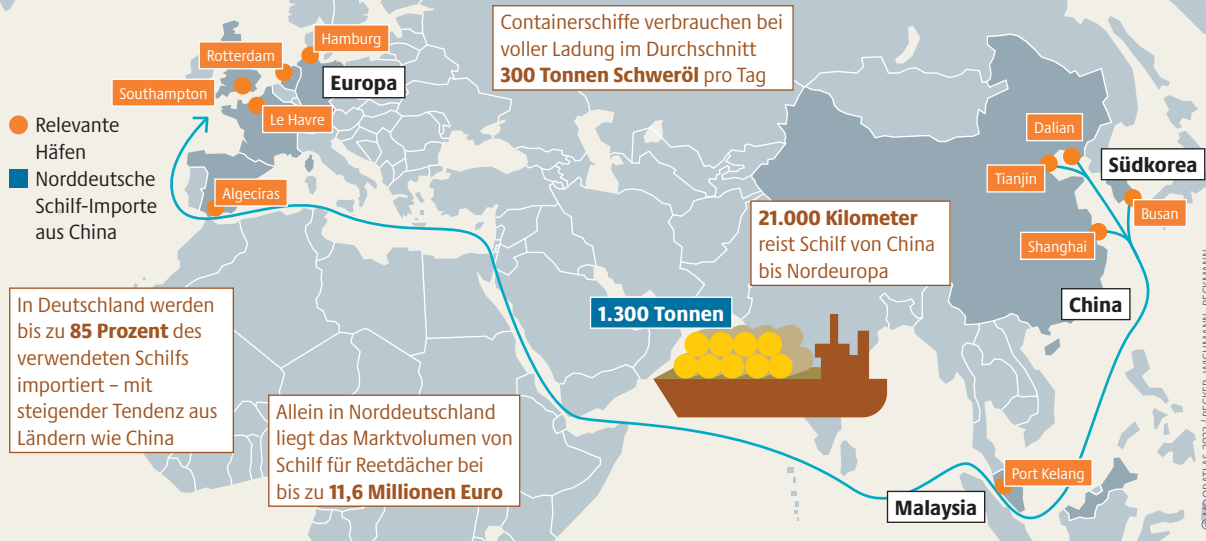 Containerschiffe verbrauchen bei
voller Ladung im Durchschnitt
300 Tonnen Schweröl pro Tag
Hamburg
Rotterdam
Europa
Southampton
Le Havre
Relevante
Häfen
Norddeutsche
Schilf-Importe
aus China
Algeciras
Dalian
Tianjin
Südkorea
Busan
Shanghai
21.000 Kilometer
reist Schilf von China
bis Nordeuropa
China
1.300 Tonnen
In Deutschland werden
bis zu 85 Prozent des
verwendeten Schilfs
importiert – mit
steigender Tendenz aus
Ländern wie China
Allein in Norddeutschland
liegt das Marktvolumen von
Schilf für Reetdächer bei
bis zu 11,6 Millionen Euro
Port Kelang
Malaysia